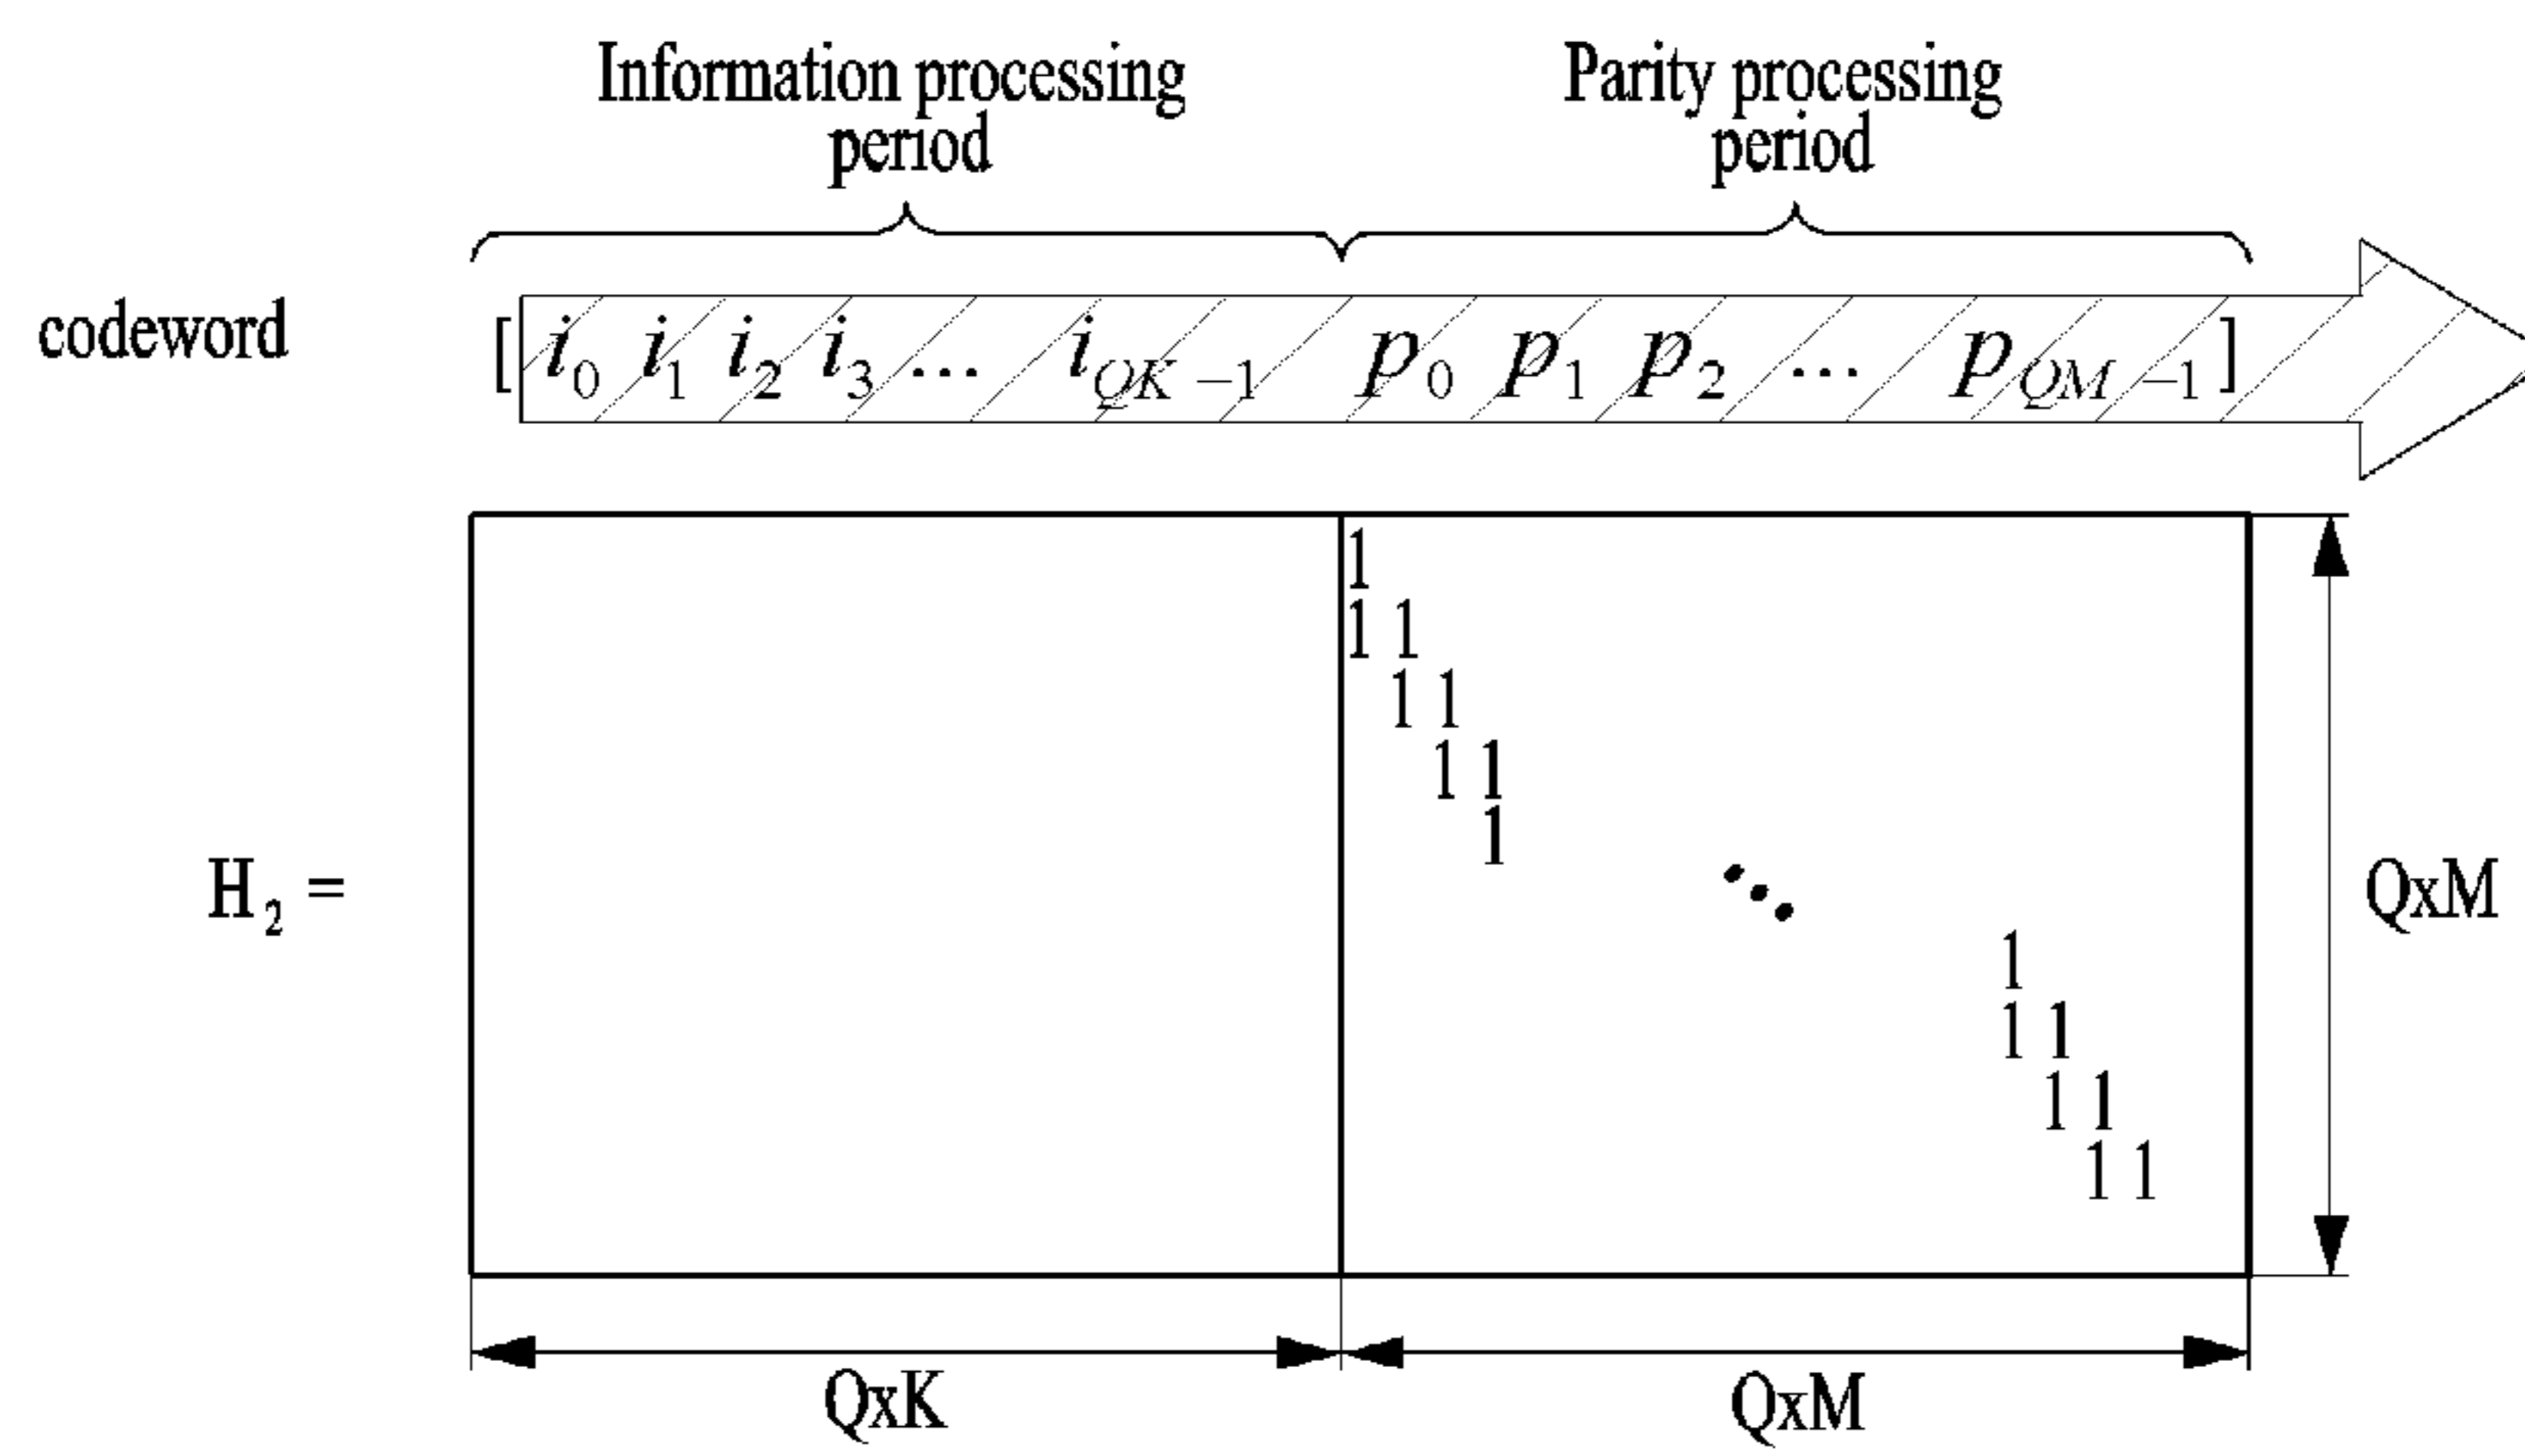 Information processing period
Parity processing period
codeword [ i0 i1 i2 i3 ... iQK−1 p0 p1 p2 ... pQM−1 ]
1
1 1
1 1
1 1
1
H2 =
QxM
1
1 1
1 1
1 1
QxK
QxM